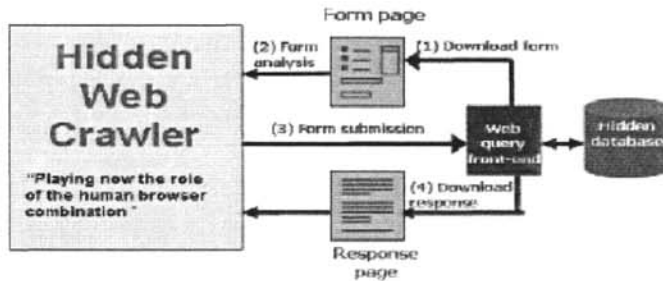 Form page
Hidden
Web
Crawler
"Playing now the role
of the human browser
combination "
(2) Form
analysis
(1) Download form
(3) Form submission
Web
query
front-end
Hidden
database
(4) Download
response
Response
page